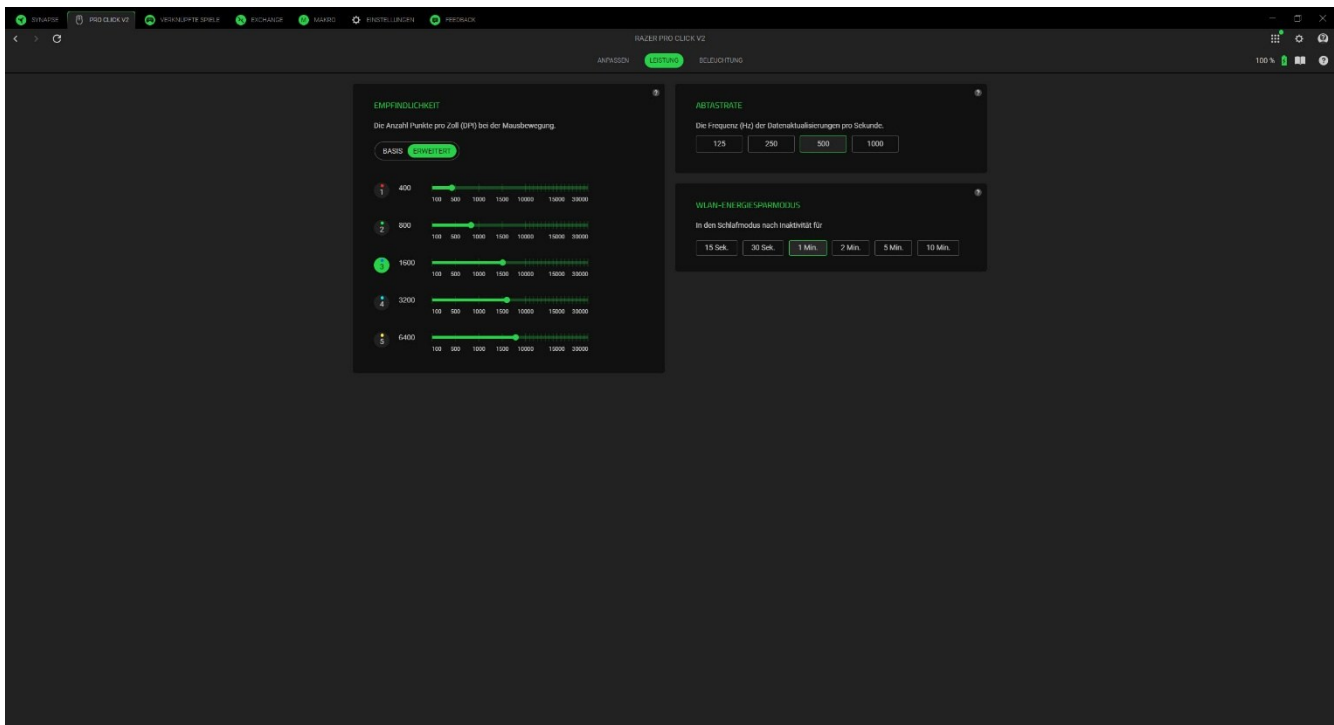 SYNAPSE PRO CLICK V2 VERKNÜPFTE SPIELE EXCHANGE MAKRO EINSTELLUNGEN FEEDBACK
RAZER PRO CLICK V2
ANPASSEN LEISTUNG BELEUCHTUNG 100 %
EMPFINDLICHKEIT
Die Anzahl Punkte pro Zoll (DPI) bei der Mausbewegung.
BASIS ERWEITERT
1 400
100 500 1000 1500 10000 15000 30000
2 800
100 500 1000 1500 10000 15000 30000
3 1600
100 500 1000 1500 10000 15000 30000
4 3200
100 500 1000 1500 10000 15000 30000
5 6400
100 500 1000 1500 10000 15000 30000
ABTASTRATE
Die Frequenz (Hz) der Datenaktualisierungen pro Sekunde.
125 250 500 1000
WLAN-ENERGIESPARMODUS
In den Schlafmodus nach Inaktivität für
15 Sek. 30 Sek. 1 Min. 2 Min. 5 Min. 10 Min.